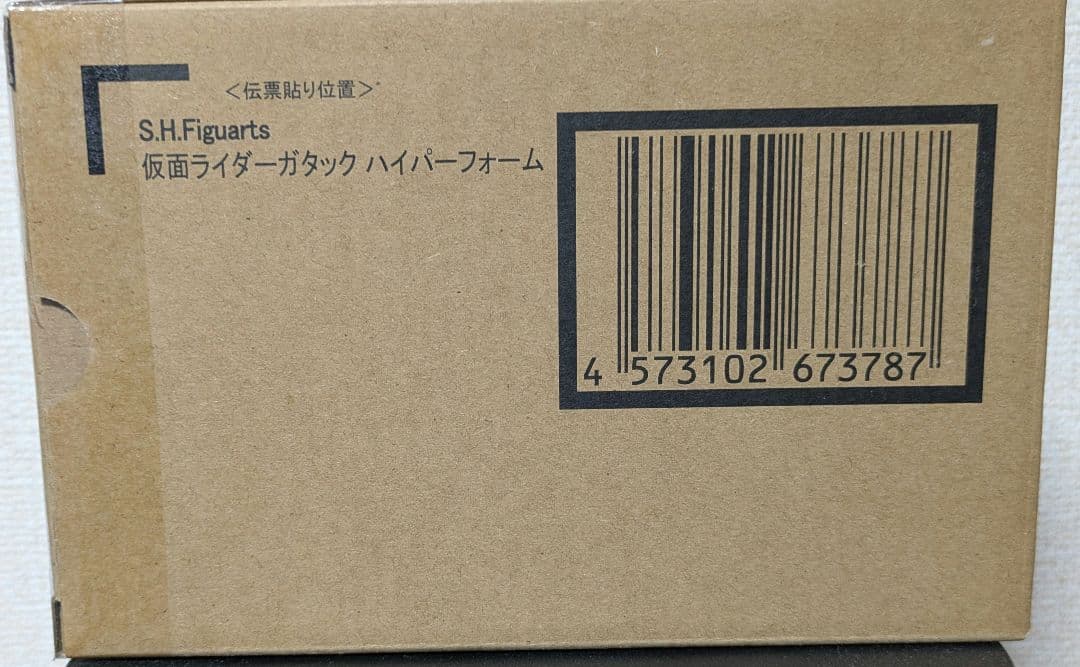 ＜伝票貼り位置＞
S.H.Figuarts
仮面ライダーガタック ハイパーフォーム
4 573102 673787